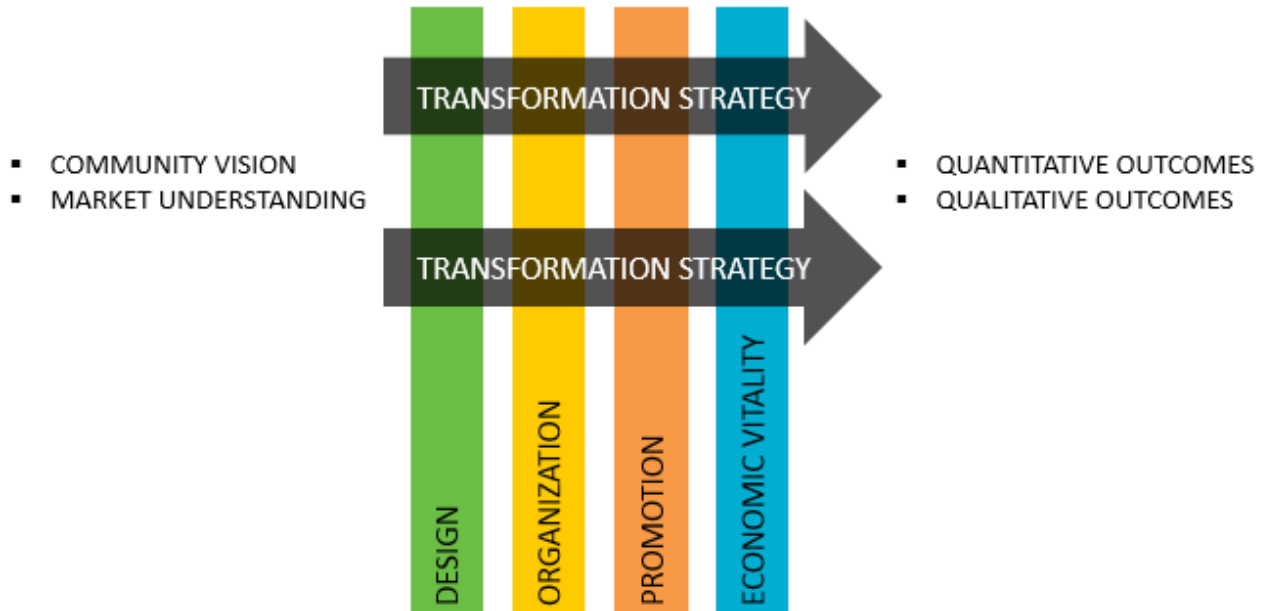 TRANSFORMATION STRATEGY
▪ COMMUNITY VISION
▪ MARKET UNDERSTANDING
▪ QUANTITATIVE OUTCOMES
▪ QUALITATIVE OUTCOMES
TRANSFORMATION STRATEGY
DESIGN
ORGANIZATION
PROMOTION
ECONOMIC VITALITY